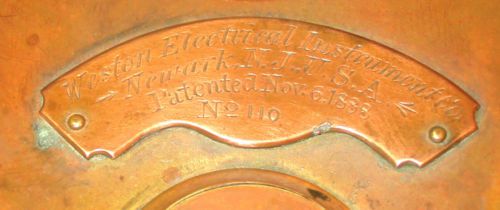 Weston Electrical Instrument Co.
Newark, N.J. U.S.A.
Patented Nov. 6, 1888.
No 110